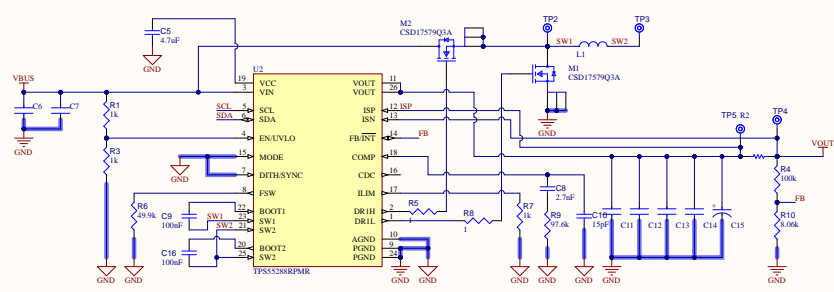 M2
CSD17579Q3A
TP2
TP3
C5
4.7uF
GND
SW1
L1
SW2
M1
CSD17579Q3A
GND
VBUS
C6
C7
GND
R1
1k
R3
1k
GND
U2
19 VCC VOUT 11
3 VIN VOUT 26
SCL 5 SCL ISP 12 ISP
SDA 6 SDA ISN 13
4 EN/UVLO FB/INT 14 FB
15 MODE COMP 18
7 DITH/SYNC CDC 16
8 FSW ILIM 17
22 BOOT1 DR1H 2
SW1 23 SW1 DR1L 1
SW2 21 SW2
20 BOOT2
25 SW2
AGND 10
PGND 9
PGND 24
TPS55288RPMR
GND
R6
49.9k
GND
C9
100nF
C16
100nF
GND
R5
1
R8
1
GND
GND
R7
1k
GND
C8
2.7nF
R9
97.6k
GND
C10
15pF
GND
C11
C12
C13
C14
C15
GND
TP5
R2
TP4
VOUT
R4
100k
FB
R10
8.06k
GND